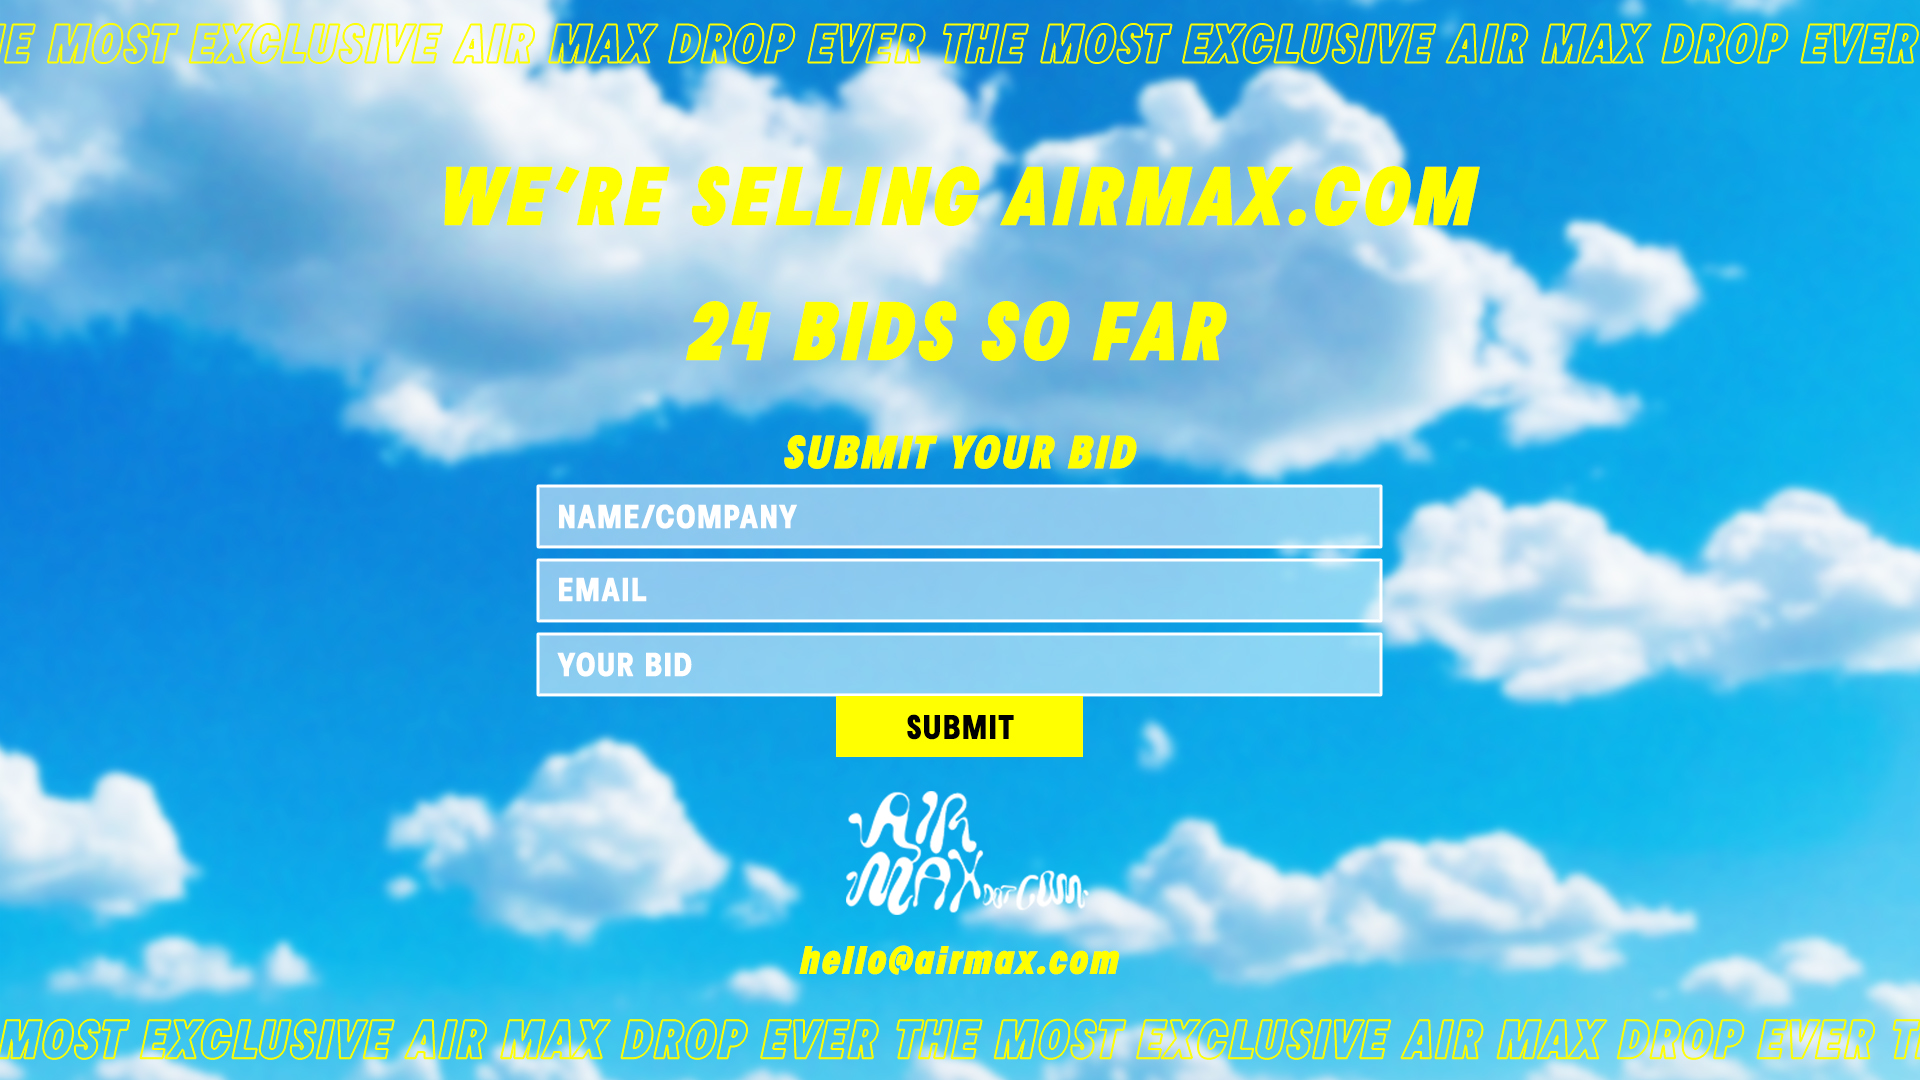 E MOST EXCLUSIVE AIR MAX DROP EVER THE MOST EXCLUSIVE AIR MAX DROP EVER
WE'RE SELLING AIRMAX.COM
24 BIDS SO FAR
SUBMIT YOUR BID
NAME/COMPANY
EMAIL
YOUR BID
SUBMIT
AIR
MAX DOT COM
hello@airmax.com
MOST EXCLUSIVE AIR MAX DROP EVER THE MOST EXCLUSIVE AIR MAX DROP EVER T